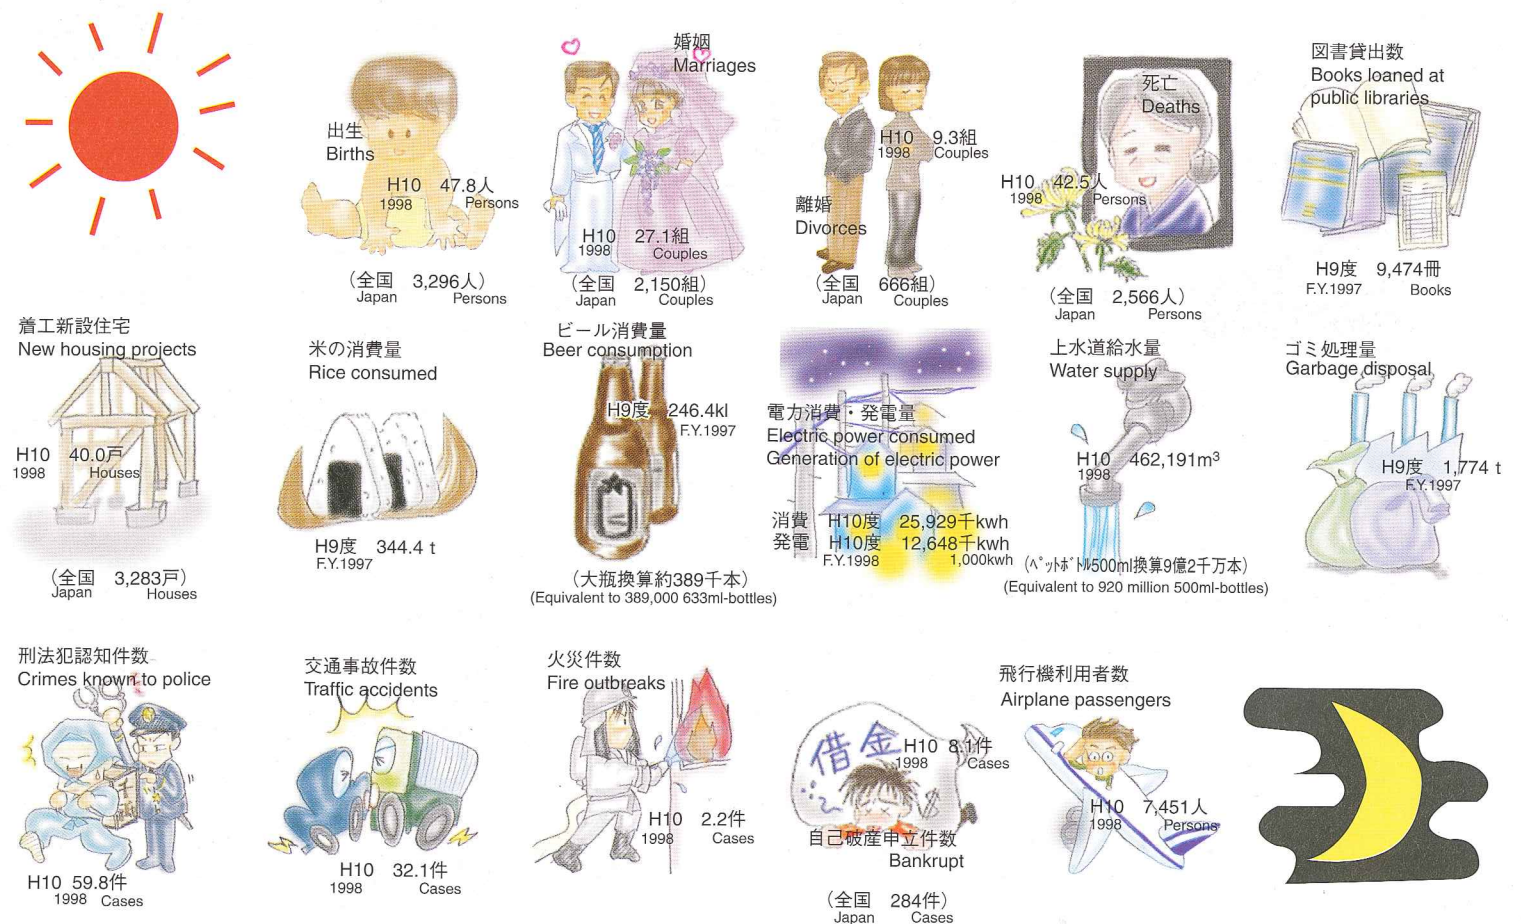 出生
Births
H10 47.8人
1998 Persons
(全国 3,296人)
Japan Persons
婚姻
Marriages
H10 27.1組
1998 Couples
(全国 2,150組)
Japan Couples
H10 9.3組
1998 Couples
離婚
Divorces
(全国 666組)
Japan Couples
死亡
Deaths
H10 42.5人
1998 Persons
(全国 2,566人)
Japan Persons
図書貸出数
Books loaned at
public libraries
H9度 9,474冊
F.Y.1997 Books
着工新設住宅
New housing projects
H10 40.0戸
1998 Houses
(全国 3,283戸)
Japan Houses
米の消費量
Rice consumed
H9度 344.4 t
F.Y.1997
ビール消費量
Beer consumption
H9度 246.4kl
F.Y.1997
(大瓶換算約389千本)
(Equivalent to 389,000 633ml-bottles)
電力消費・発電量
Electric power consumed
Generation of electric power
消費 H10度 25,929千kwh
発電 H10度 12,648千kwh
F.Y.1998 1,000kwh
上水道給水量
Water supply
H10 462,191m³
1998
(ペットボトル500ml換算9億2千万本)
(Equivalent to 920 million 500ml-bottles)
ゴミ処理量
Garbage disposal
H9度 1,774 t
F.Y.1997
刑法犯認知件数
Crimes known to police
H10 59.8件
1998 Cases
交通事故件数
Traffic accidents
H10 32.1件
1998 Cases
火災件数
Fire outbreaks
H10 2.2件
1998 Cases
借金
H10 8.1件
1998 Cases
$
自己破産申立件数
Bankrupt
(全国 284件)
Japan Cases
飛行機利用者数
Airplane passengers
H10 7,451人
1998 Persons